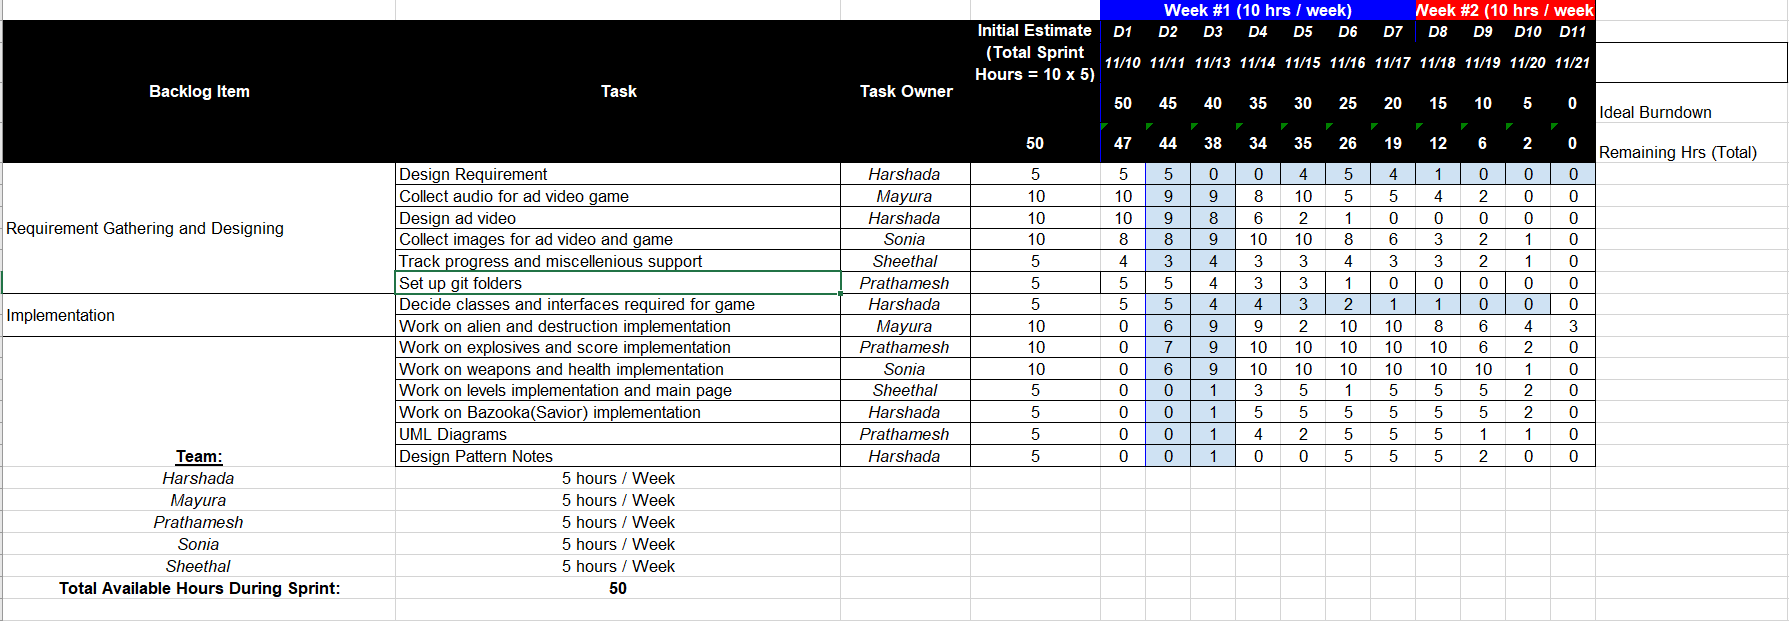 Week #1 (10 hrs / week) Week #2 (10 hrs / week
Backlog Item Task Task Owner Initial Estimate (Total Sprint Hours = 10 x 5) D1 D2 D3 D4 D5 D6 D7 D8 D9 D10 D11
11/10 11/11 11/13 11/14 11/15 11/16 11/17 11/18 11/19 11/20 11/21
50 45 40 35 30 25 20 15 10 5 0 Ideal Burndown
50 47 44 38 34 35 26 19 12 6 2 0 Remaining Hrs (Total)
Design Requirement Harshada 5 5 5 0 0 4 5 4 1 0 0 0
Collect audio for ad video game Mayura 10 10 9 9 8 10 5 5 4 2 0 0
Requirement Gathering and Designing Design ad video Harshada 10 10 9 8 6 2 1 0 0 0 0 0
Collect images for ad video and game Sonia 10 8 8 9 10 10 8 6 3 2 1 0
Track progress and miscellenious support Sheethal 5 4 3 4 3 3 4 3 3 2 1 0
Set up git folders Prathamesh 5 5 5 4 3 3 1 0 0 0 0 0
Implementation Decide classes and interfaces required for game Harshada 5 5 5 4 4 3 2 1 1 0 0 0
Work on alien and destruction implementation Mayura 10 0 6 9 9 2 10 10 8 6 4 3
Work on explosives and score implementation Prathamesh 10 0 7 9 10 10 10 10 10 6 2 0
Work on weapons and health implementation Sonia 10 0 6 9 10 10 10 10 10 10 1 0
Work on levels implementation and main page Sheethal 5 0 0 1 3 5 1 5 5 5 2 0
Work on Bazooka(Savior) implementation Harshada 5 0 0 1 5 5 5 5 5 5 2 0
UML Diagrams Prathamesh 5 0 0 1 4 2 5 5 5 1 1 0
Team: Design Pattern Notes Harshada 5 0 0 1 0 0 5 5 5 2 0 0
Harshada 5 hours / Week
Mayura 5 hours / Week
Prathamesh 5 hours / Week
Sonia 5 hours / Week
Sheethal 5 hours / Week
Total Available Hours During Sprint: 50